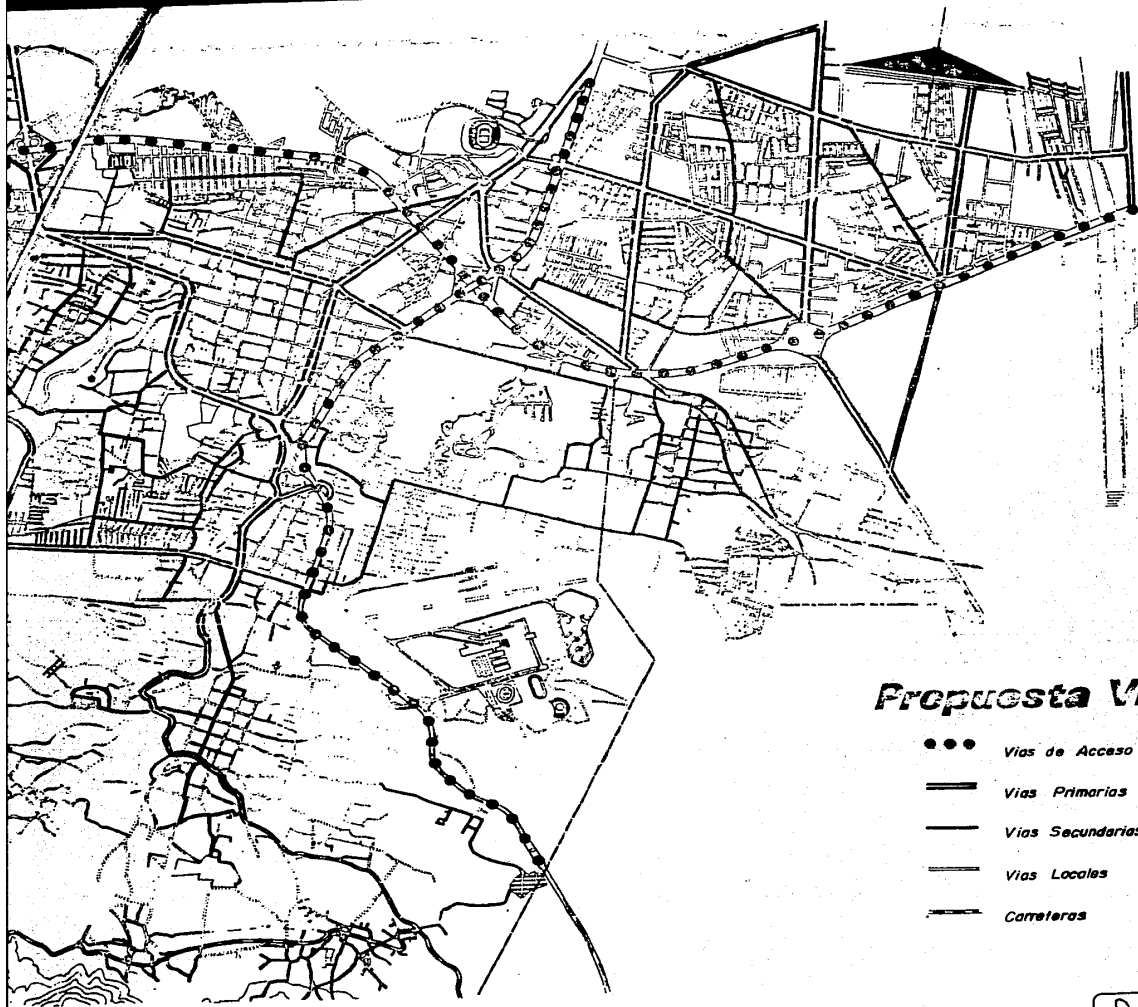 Propuesta V
Vias de Acceso
Vias Primarias
Vias Secundarias
Vias Locales
Carreteras